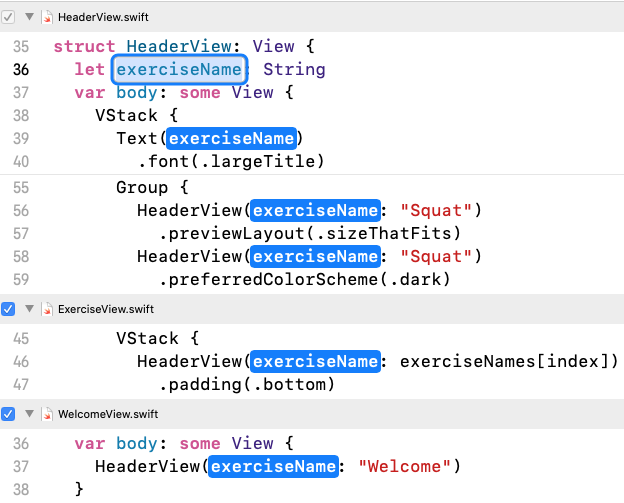 HeaderView.swift
35 struct HeaderView: View {
36 let exerciseName: String
37 var body: some View {
38 VStack {
39 Text(exerciseName)
40 .font(.largeTitle)
55 Group {
56 HeaderView(exerciseName: "Squat")
57 .previewLayout(.sizeThatFits)
58 HeaderView(exerciseName: "Squat")
59 .preferredColorScheme(.dark)
ExerciseView.swift
45 VStack {
46 HeaderView(exerciseName: exerciseNames[index])
47 .padding(.bottom)
WelcomeView.swift
36 var body: some View {
37 HeaderView(exerciseName: "Welcome")
38 }